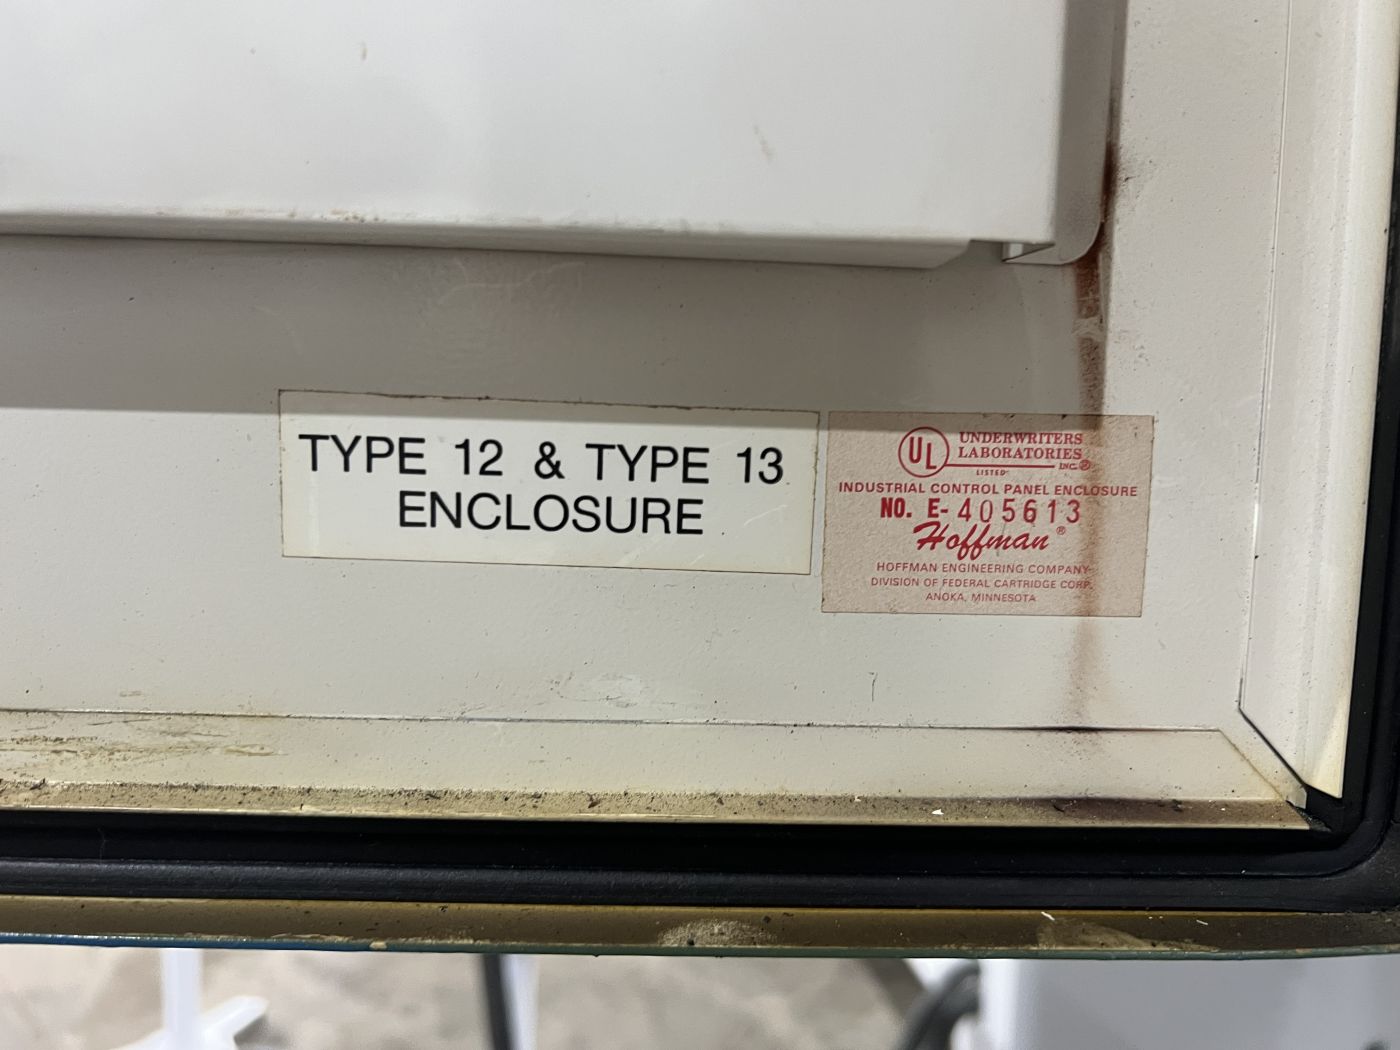 TYPE 12 & TYPE 13
ENCLOSURE
UL
UNDERWRITERS
LABORATORIES
LISTED INC.®
INDUSTRIAL CONTROL PANEL ENCLOSURE
NO. E-405613
Hoffman®
HOFFMAN ENGINEERING COMPANY
DIVISION OF FEDERAL CARTRIDGE CORP.
ANOKA, MINNESOTA